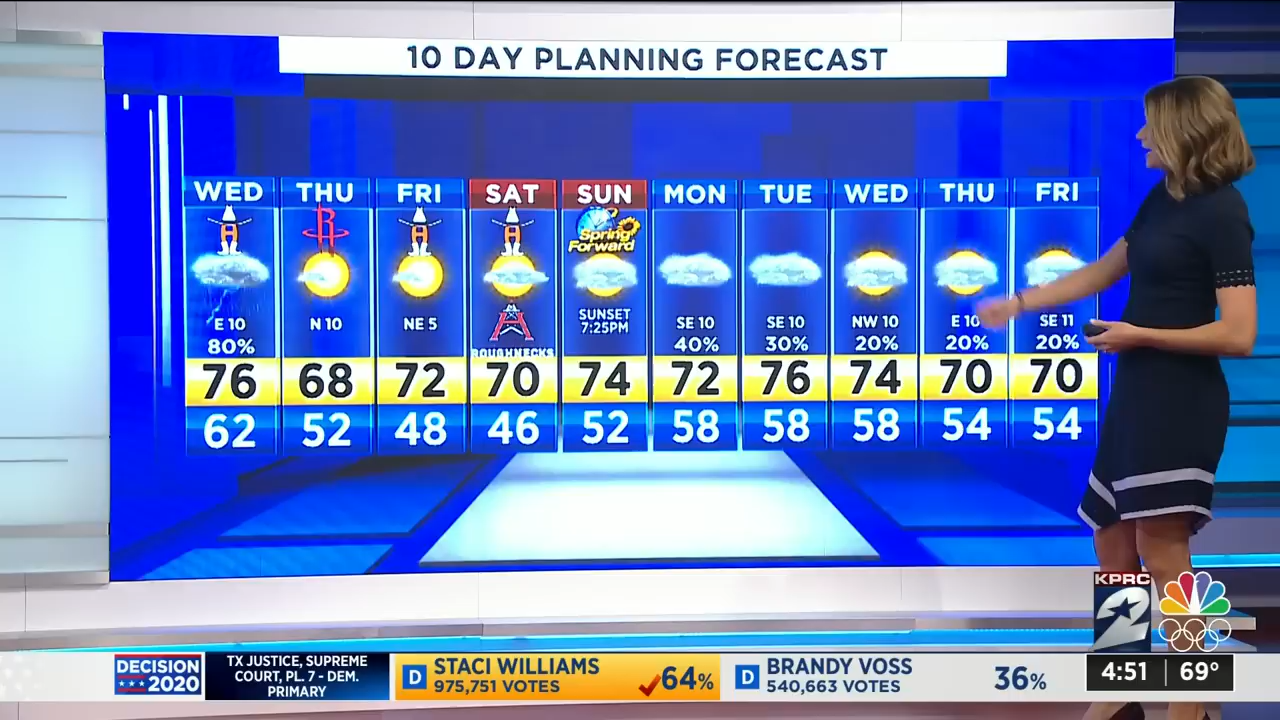 10 DAY PLANNING FORECAST
WED THU FRI SAT SUN MON TUE WED THU FRI
Spring
Forward
SUNSET
7:25PM
E 10 N 10 NE 5 SE 10 SE 10 NW 10 E 10 SE 11
80% 40% 30% 20% 20% 20%
ROUGHNECKS
76 68 72 70 74 72 76 74 70 70
62 52 48 46 52 58 58 58 54 54
KPRC
2
DECISION
2020
TX JUSTICE, SUPREME
COURT, PL. 7 - DEM.
PRIMARY
D STACI WILLIAMS
975,751 VOTES
64%
D BRANDY VOSS
540,663 VOTES
36%
4:51 69°